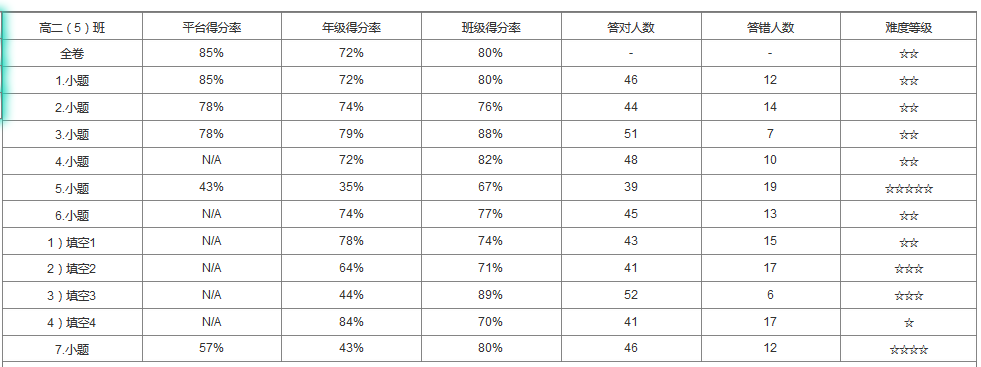 高二（5）班 平台得分率 年级得分率 班级得分率 答对人数 答错人数 难度等级
全卷 85% 72% 80% - - ☆☆
1.小题 85% 72% 80% 46 12 ☆☆
2.小题 78% 74% 76% 44 14 ☆☆
3.小题 78% 79% 88% 51 7 ☆☆
4.小题 N/A 72% 82% 48 10 ☆☆
5.小题 43% 35% 67% 39 19 ☆☆☆☆☆
6.小题 N/A 74% 77% 45 13 ☆☆
1）填空1 N/A 78% 74% 43 15 ☆☆
2）填空2 N/A 64% 71% 41 17 ☆☆☆
3）填空3 N/A 44% 89% 52 6 ☆☆☆
4）填空4 N/A 84% 70% 41 17 ☆
7.小题 57% 43% 80% 46 12 ☆☆☆☆